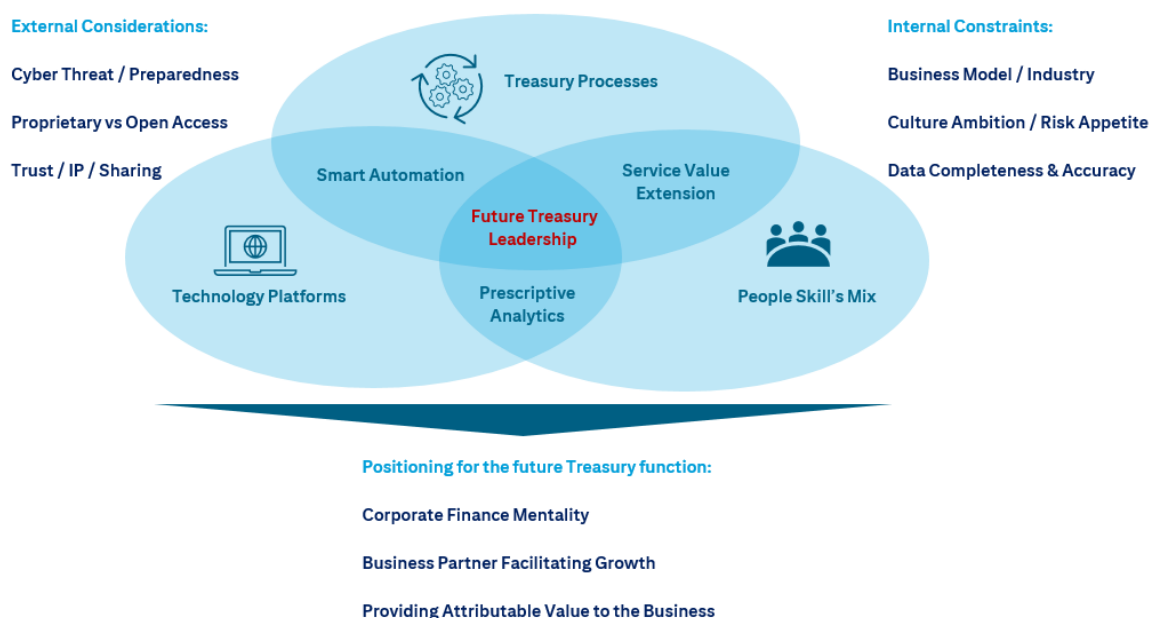 External Considerations:
Cyber Threat / Preparedness
Proprietary vs Open Access
Trust / IP / Sharing
Internal Constraints:
Business Model / Industry
Culture Ambition / Risk Appetite
Data Completeness & Accuracy
Treasury Processes
Smart Automation
Service Value
Extension
Future Treasury
Leadership
Technology Platforms
Prescriptive
Analytics
People Skill's Mix
Positioning for the future Treasury function:
Corporate Finance Mentality
Business Partner Facilitating Growth
Providing Attributable Value to the Business